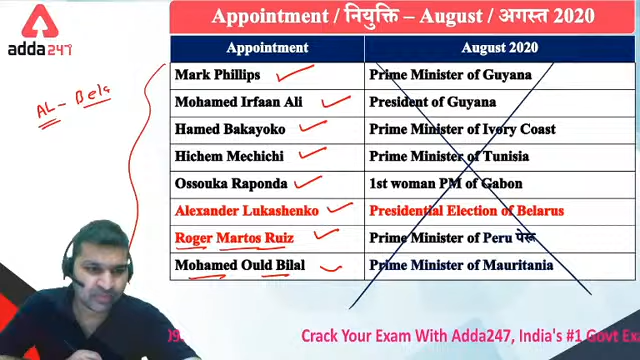 Appointment / नियुक्ति – August / अगस्त 2020
adda247
Appointment August 2020
Mark Phillips Prime Minister of Guyana
Mohamed Irfaan Ali President of Guyana
Hamed Bakayoko Prime Minister of Ivory Coast
Hichem Mechichi Prime Minister of Tunisia
Ossouka Raponda 1st woman PM of Gabon
Alexander Lukashenko Presidential Election of Belarus
Roger Martos Ruiz Prime Minister of Peru पेरू
Mohamed Ould Bilal Prime Minister of Mauritania
AL – Bela
Crack Your Exam With Adda247, India's #1 Govt Ex